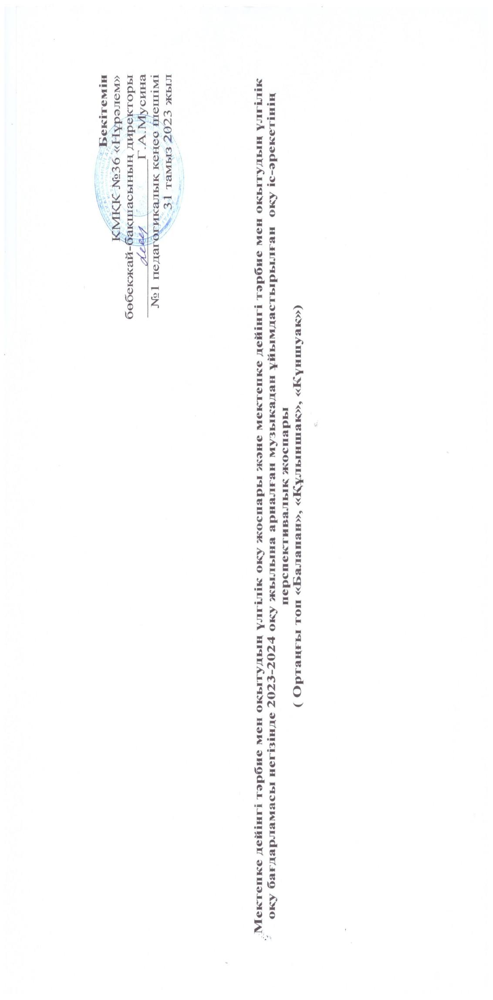 Бекітемін
КМҚК №36 «Нұрәлем»
бөбекжай-бақшасының директоры
Г.А.Мусина
№1 педагогикалық кеңес шешімі
31 тамыз 2023 жыл
Мектепке дейінгі тәрбие мен оқытудың үлгілік оқу жоспары және мектепке дейінгі тәрбие мен оқытудың үлгілік
оқу бағдарламасы негізінде 2023-2024 оқу жылына арналған музыкадан ұйымдастырылған оқу іс-әрекетінің
перспективалық жоспары
( Ортаңғы топ «Балапан», «Құлыншақ», «Күншуақ»)